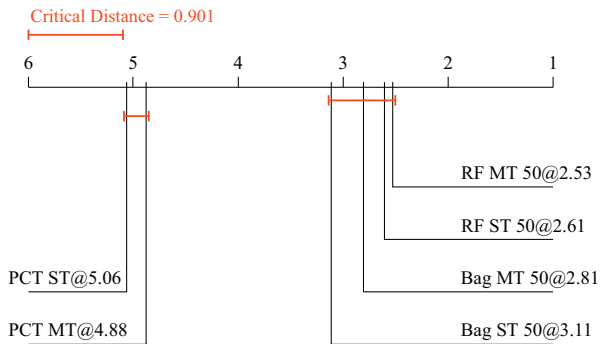 Critical Distance = 0.901
6 5 4 3 2 1
RF MT 50@2.53
RF ST 50@2.61
PCT ST@5.06 Bag MT 50@2.81
PCT MT@4.88 Bag ST 50@3.11